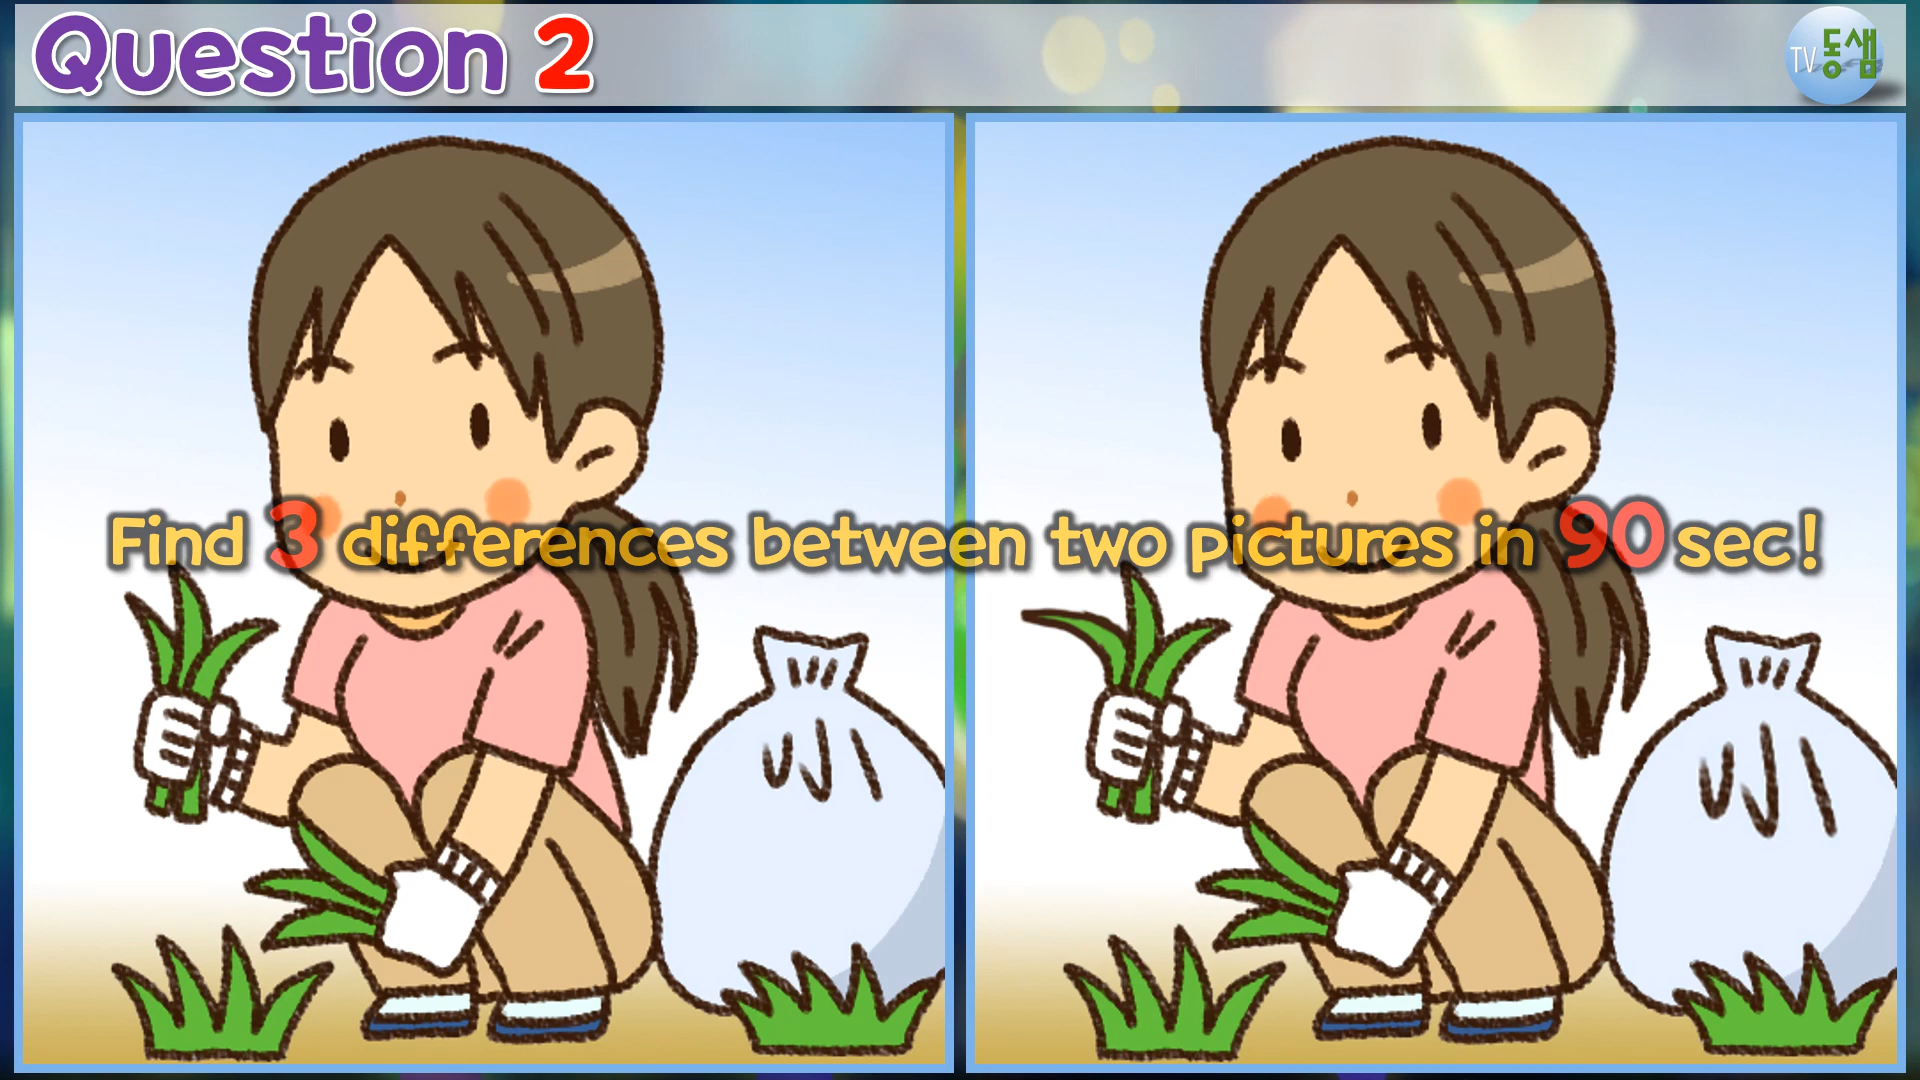 Question 2
TV 동샘
Find 3 differences between two pictures in 90 sec!